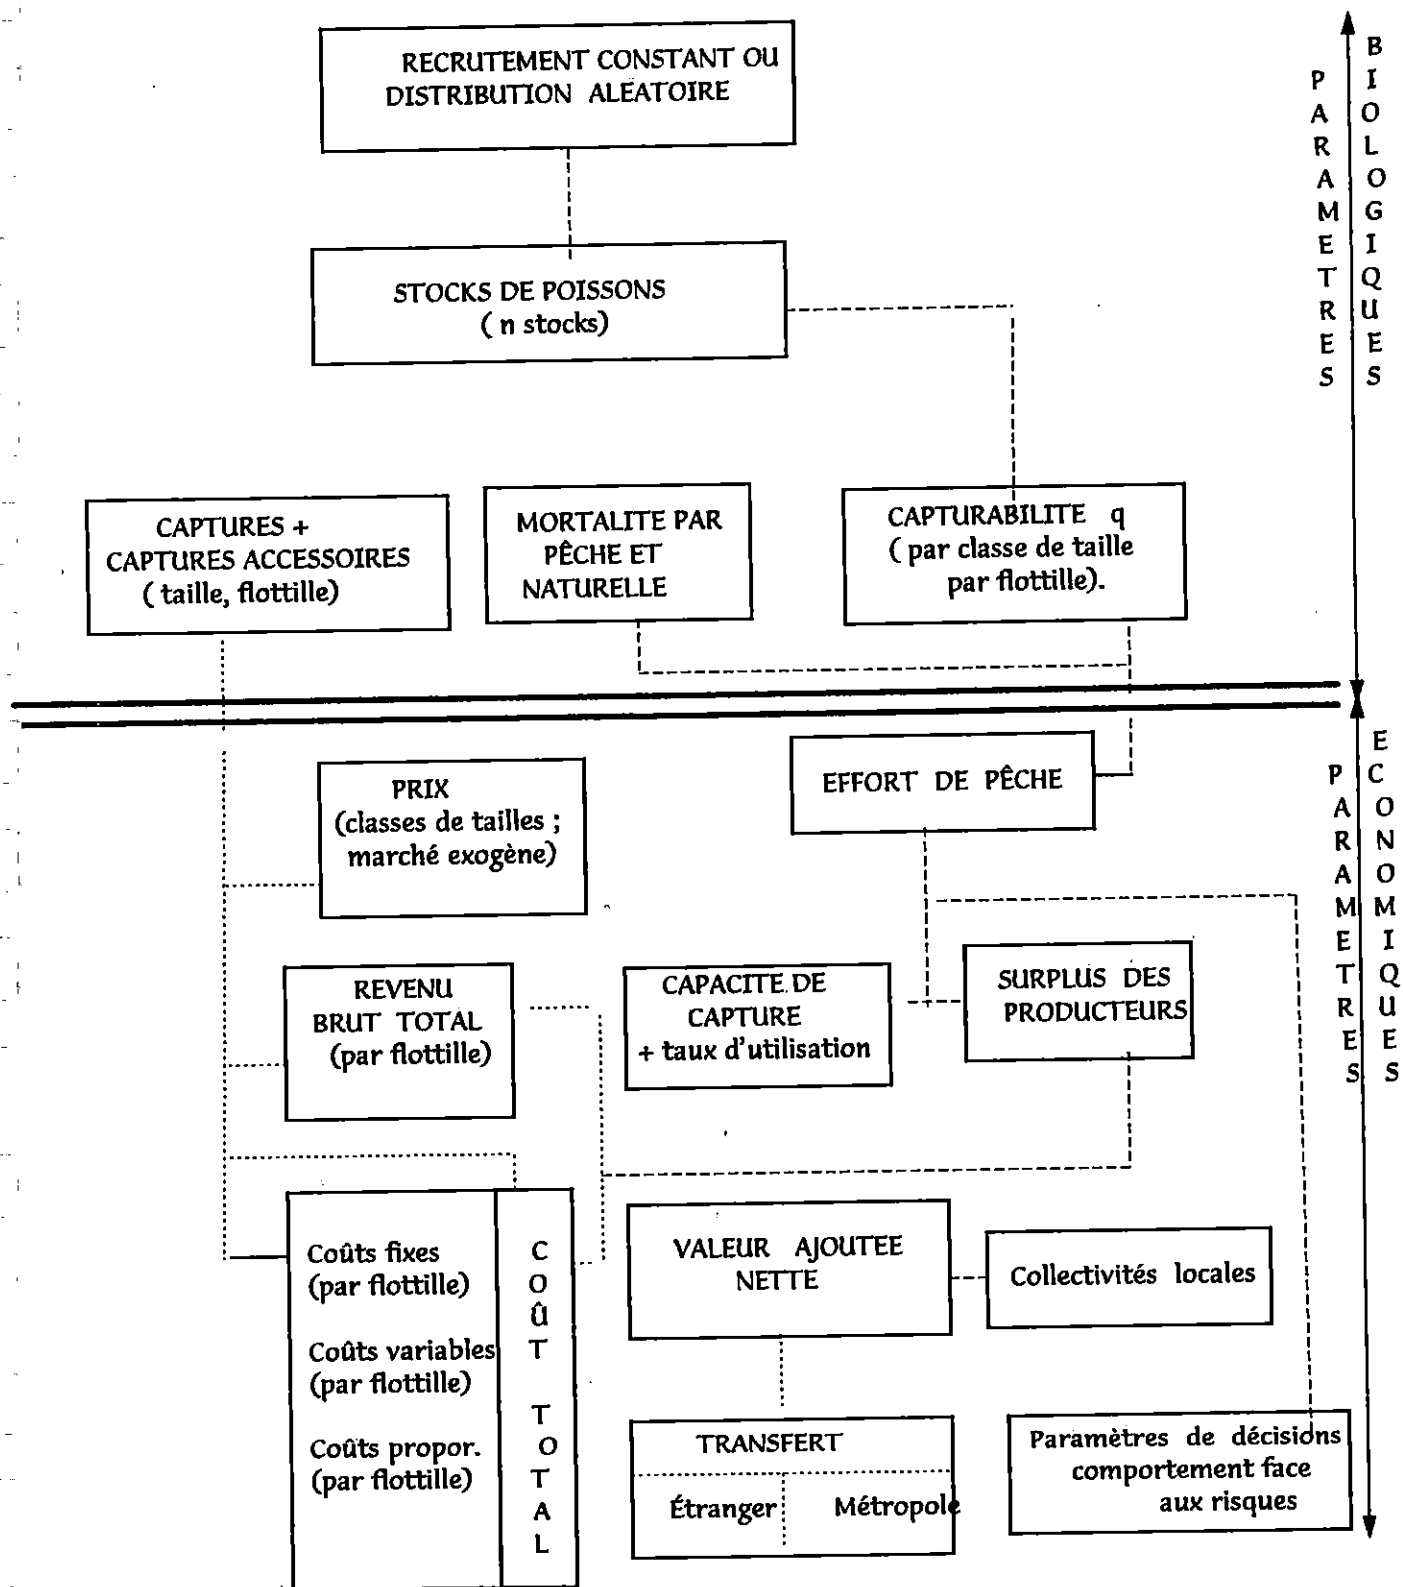 RECRUTEMENT CONSTANT OU
DISTRIBUTION ALEATOIRE
STOCKS DE POISSONS
( n stocks)
CAPTURES +
CAPTURES ACCESSOIRES
( taille, flottille)
MORTALITE PAR
PÊCHE ET
NATURELLE
CAPTURABILITE q
( par classe de taille
par flottille).
PARAMETRES
BIOLOGIQUES
PRIX
(classes de tailles ;
marché exogène)
EFFORT DE PÊCHE
REVENU
BRUT TOTAL
(par flottille)
CAPACITE DE
CAPTURE
+ taux d'utilisation
SURPLUS DES
PRODUCTEURS
Coûts fixes
(par flottille)
Coûts variables
(par flottille)
Coûts propor.
(par flottille)
COÛT TOTAL
VALEUR AJOUTEE
NETTE
Collectivités locales
TRANSFERT
Étranger
Métropole
Paramètres de décisions
comportement face
aux risques
PARAMETRES
ECONOMIQUES